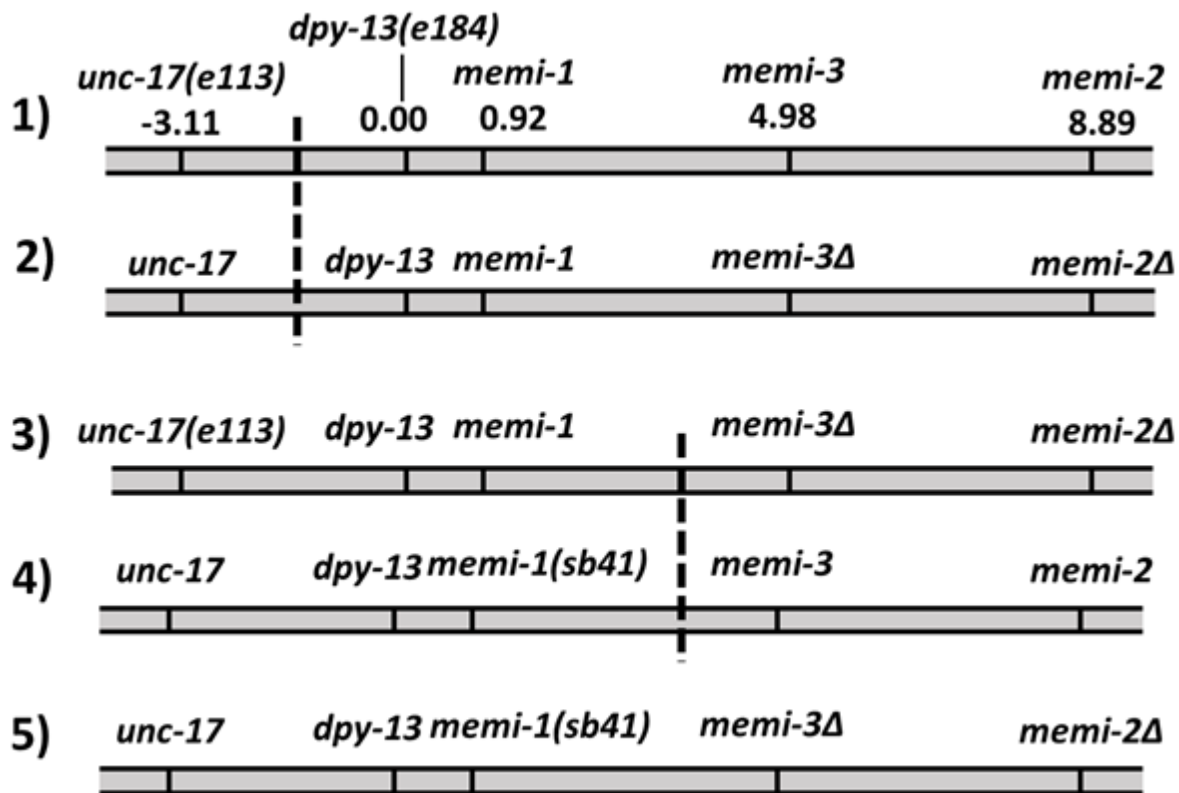 dpy-13(e184)
unc-17(e113) memi-1 memi-3 memi-2
1) -3.11 0.00 0.92 4.98 8.89
2) unc-17 dpy-13 memi-1 memi-3Δ memi-2Δ
3) unc-17(e113) dpy-13 memi-1 memi-3Δ memi-2Δ
4) unc-17 dpy-13 memi-1(sb41) memi-3 memi-2
5) unc-17 dpy-13 memi-1(sb41) memi-3Δ memi-2Δ